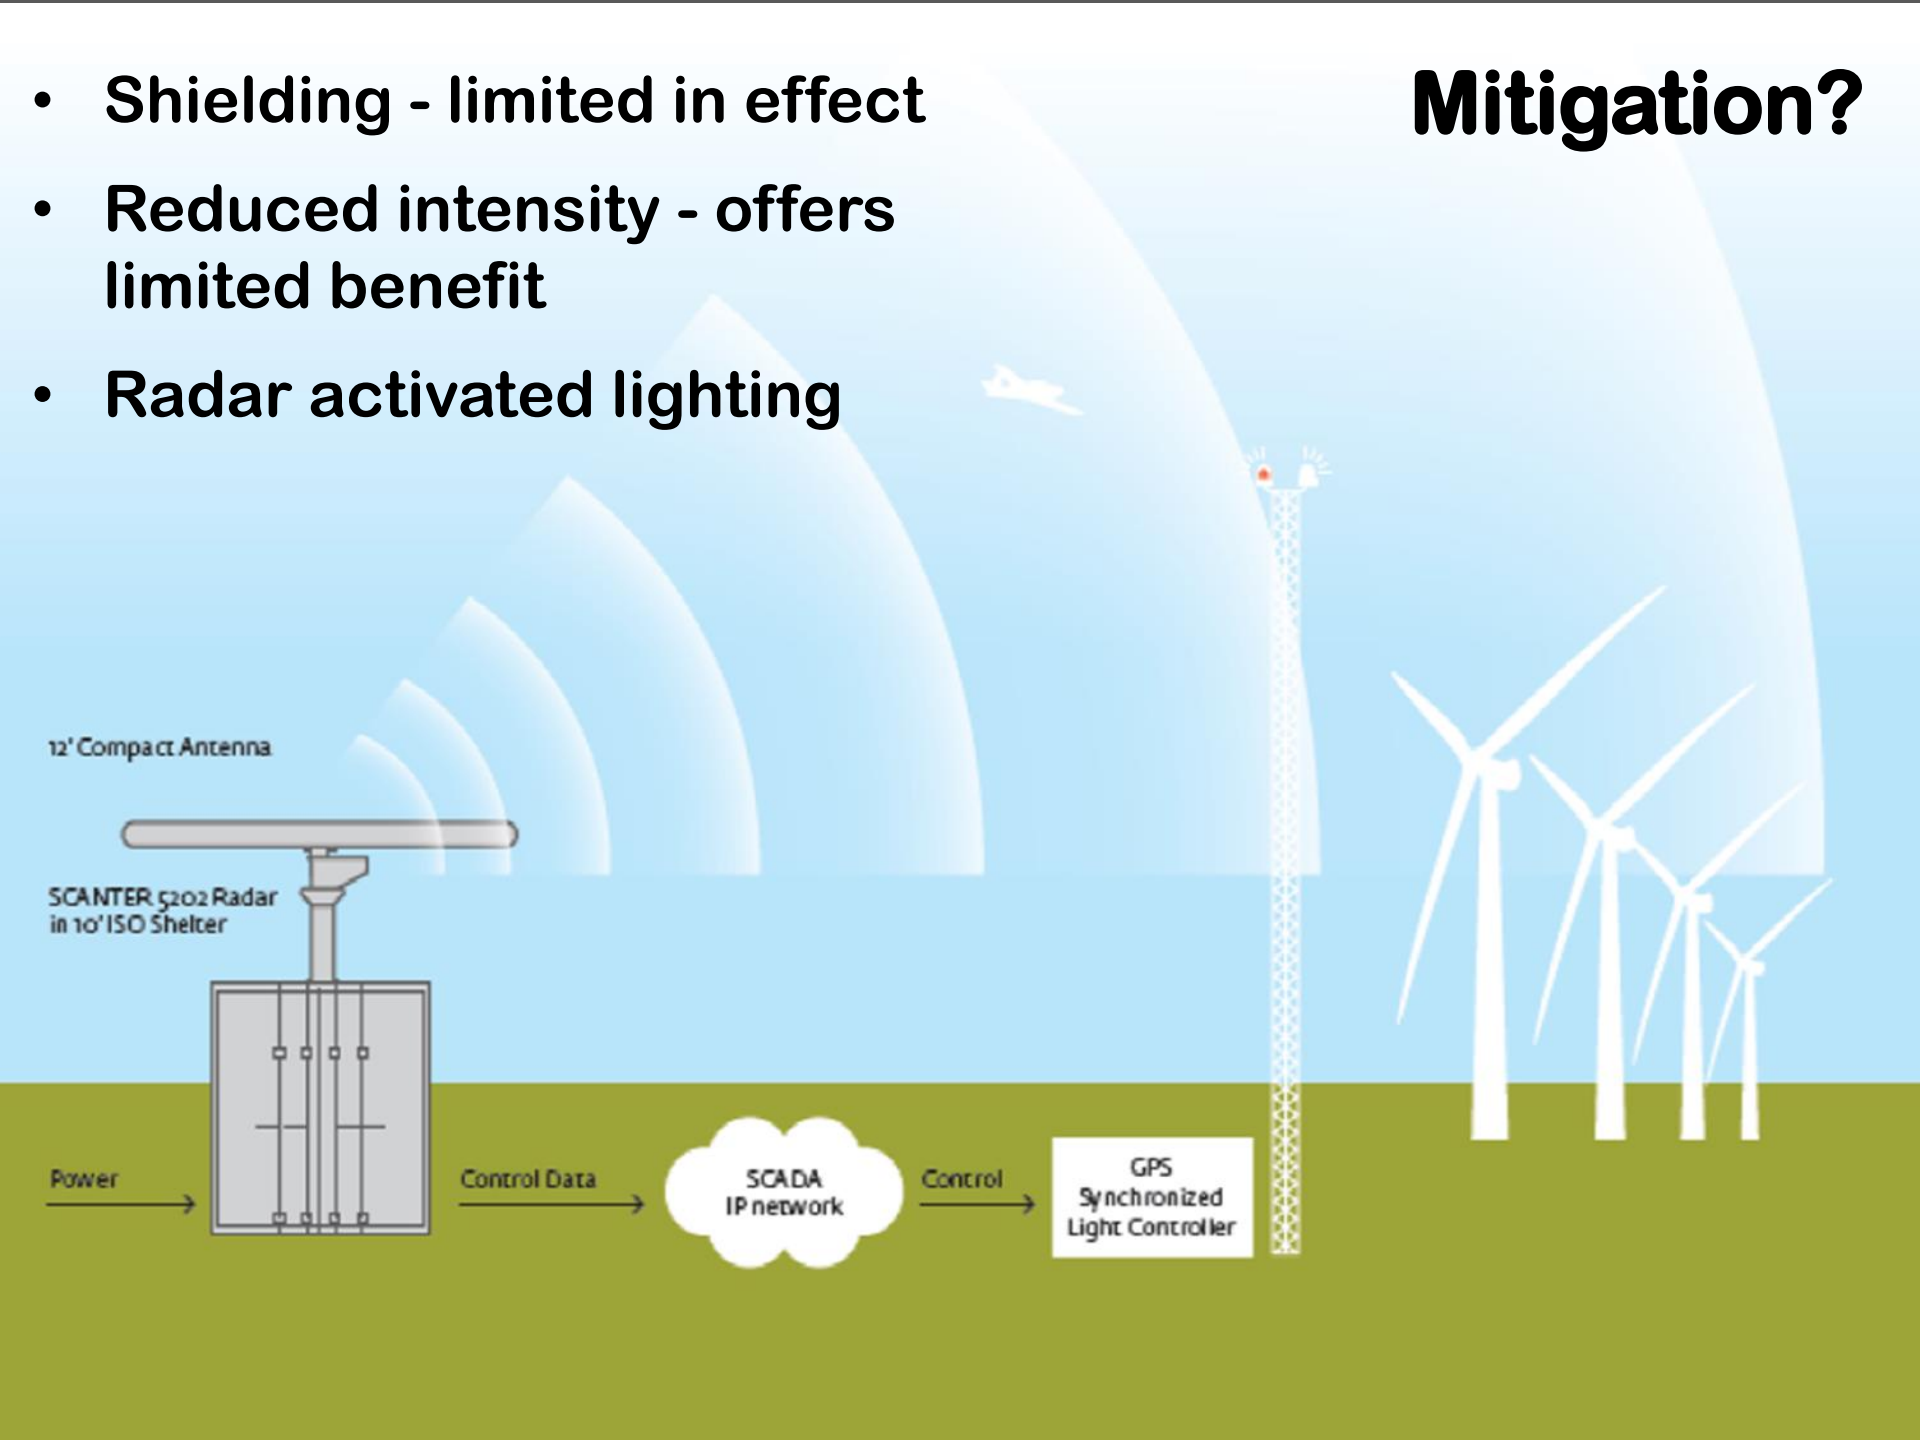 Mitigation?
• Shielding - limited in effect
• Reduced intensity - offers
limited benefit
• Radar activated lighting
12' Compact Antenna
SCANTER 5202 Radar
in 10' ISO Shelter
Power
Control Data
SCADA
IP network
Control
GPS
Synchronized
Light Controller